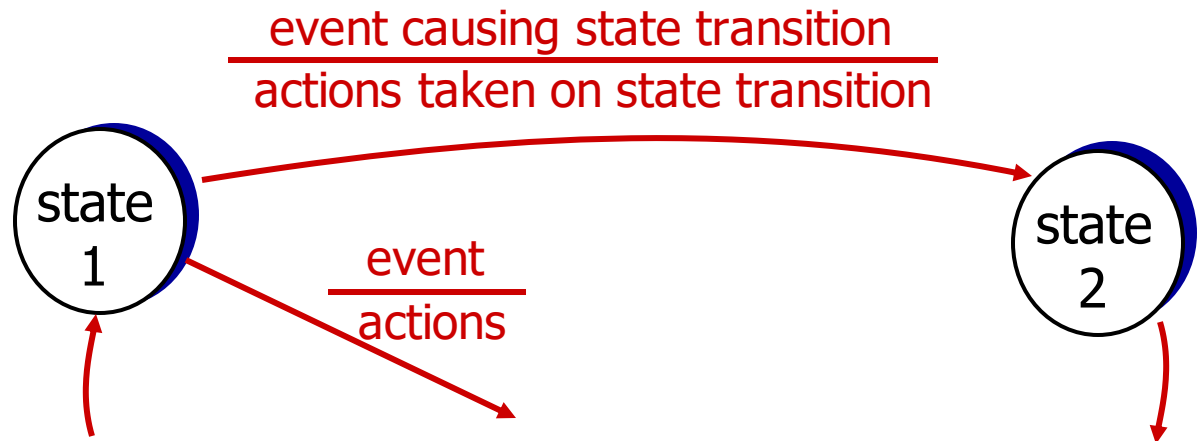 event causing state transition
actions taken on state transition
state
1
event
actions
state
2